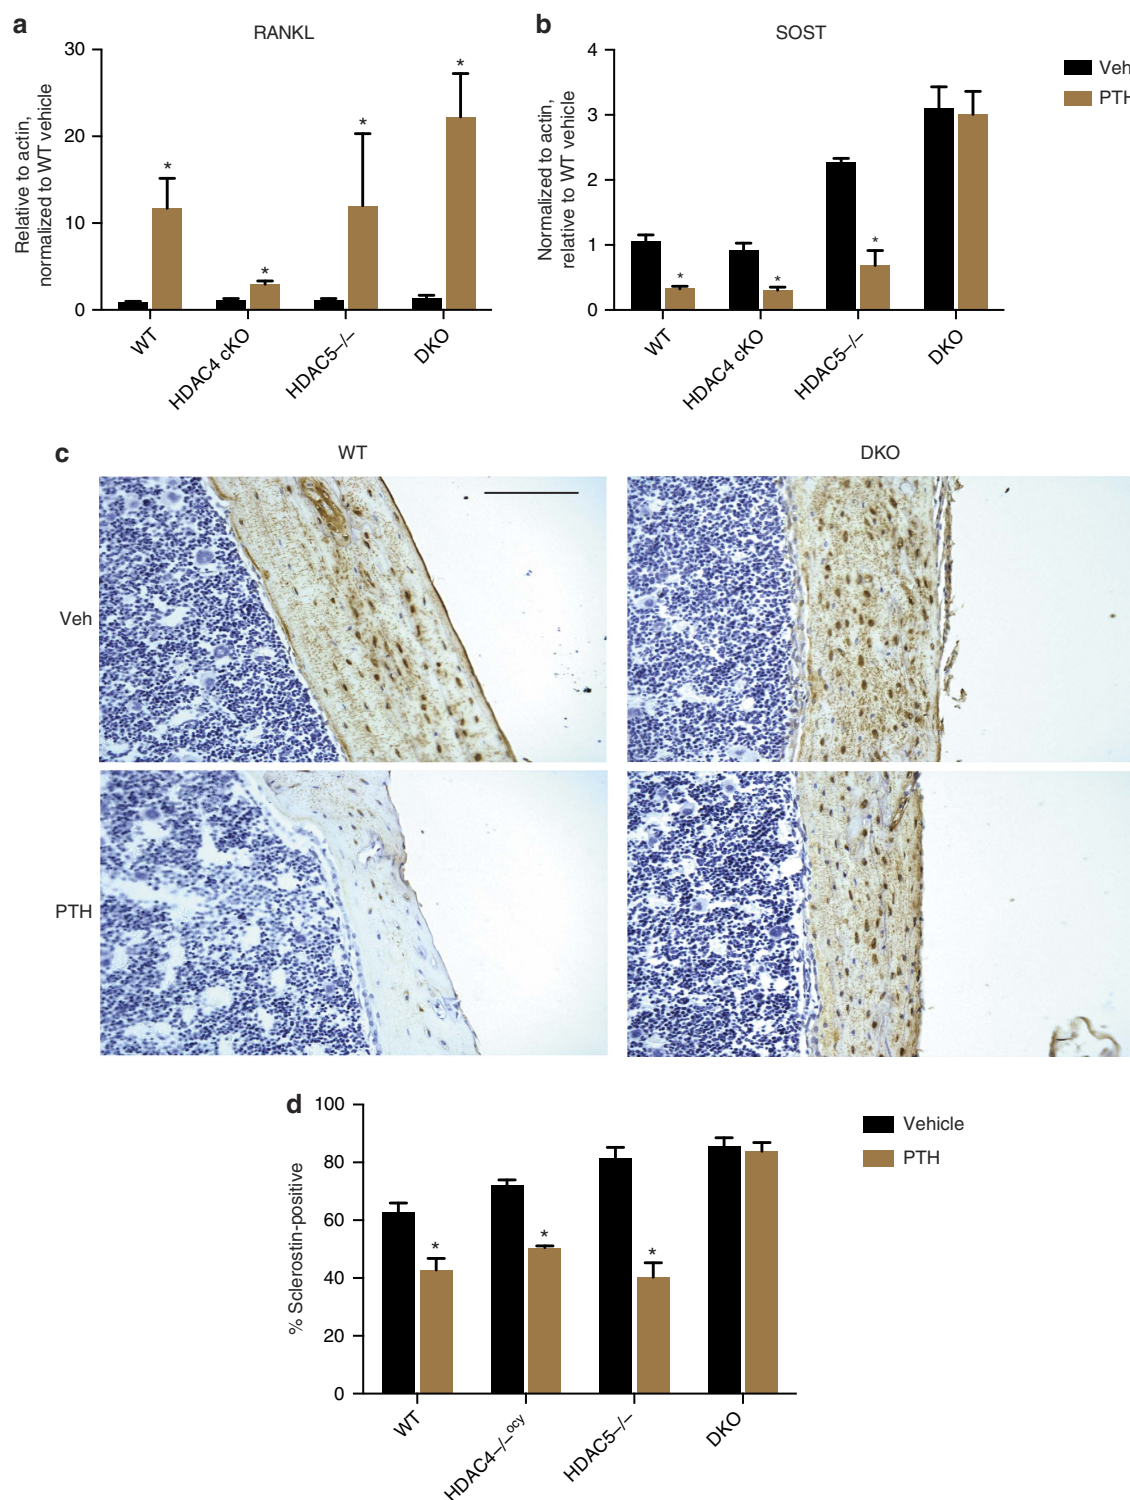 a
RANKL
Relative to actin,
normalized to WT vehicle
30
20
10
0
*
*
*
*
WT
HDAC4 cKO
HDAC5–/–
DKO
b
SOST
Normalized to actin,
relative to WT vehicle
4
3
2
1
0
*
*
*
WT
HDAC4 cKO
HDAC5–/–
DKO
Veh
PTH
c
WT
DKO
Veh
PTH
d
% Sclerostin-positive
100
80
60
40
20
0
*
*
*
WT
HDAC4–/–ocy
HDAC5–/–
DKO
Vehicle
PTH